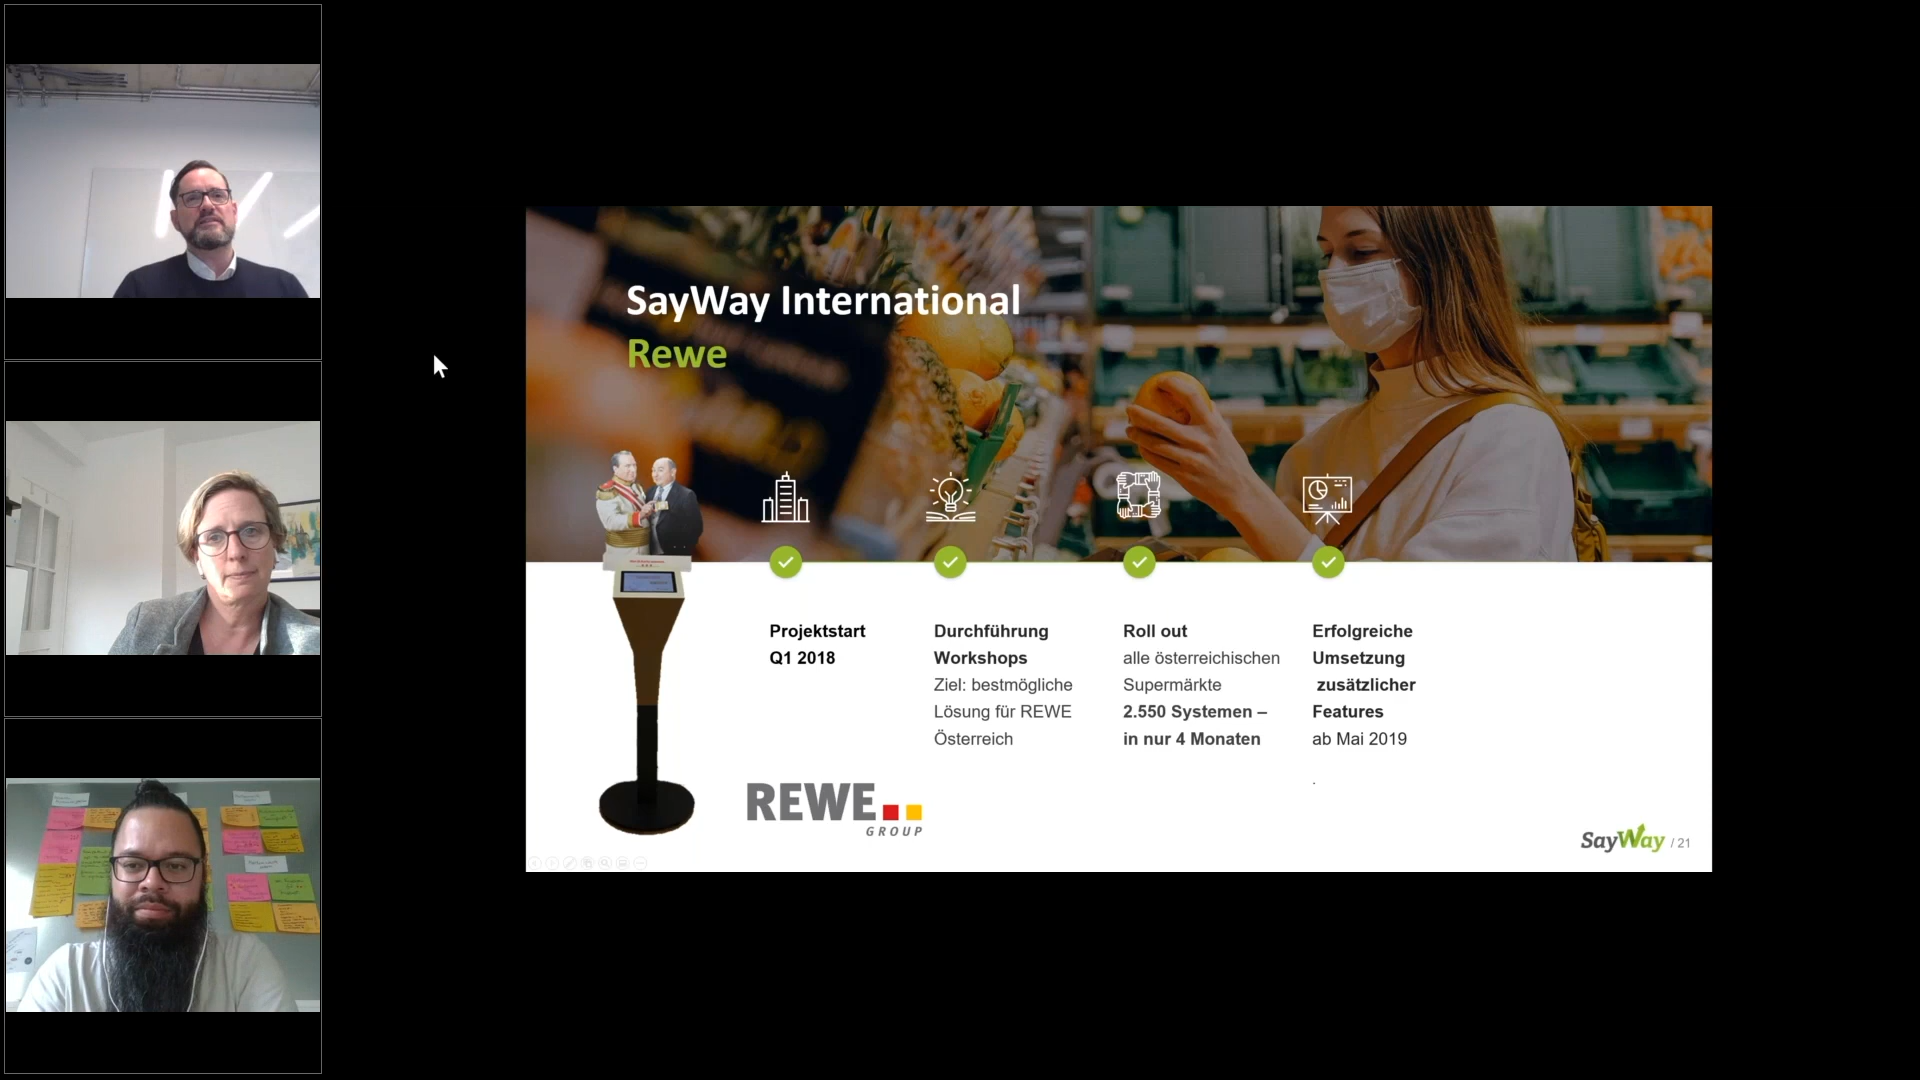 SayWay International
Rewe
Projektstart
Q1 2018
Durchführung
Workshops
Ziel: bestmögliche
Lösung für REWE
Österreich
Roll out
alle österreichischen
Supermärkte
2.550 Systemen –
in nur 4 Monaten
Erfolgreiche
Umsetzung
zusätzlicher
Features
ab Mai 2019
.
REWE
GROUP
SayWay / 21